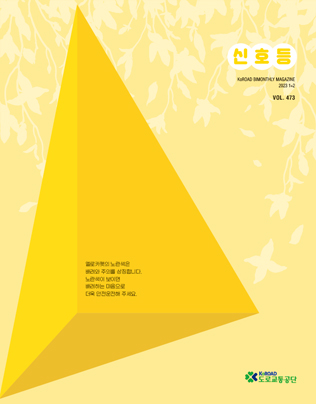 신호등
KoROAD BIMONTHLY MAGAZINE
2023 1+2
VOL. 473
옐로카펫의 노란색은
배려와 주의를 상징합니다.
노란색이 보이면
배려하는 마음으로
더욱 안전운전해 주세요.
KoROAD
도로교통공단